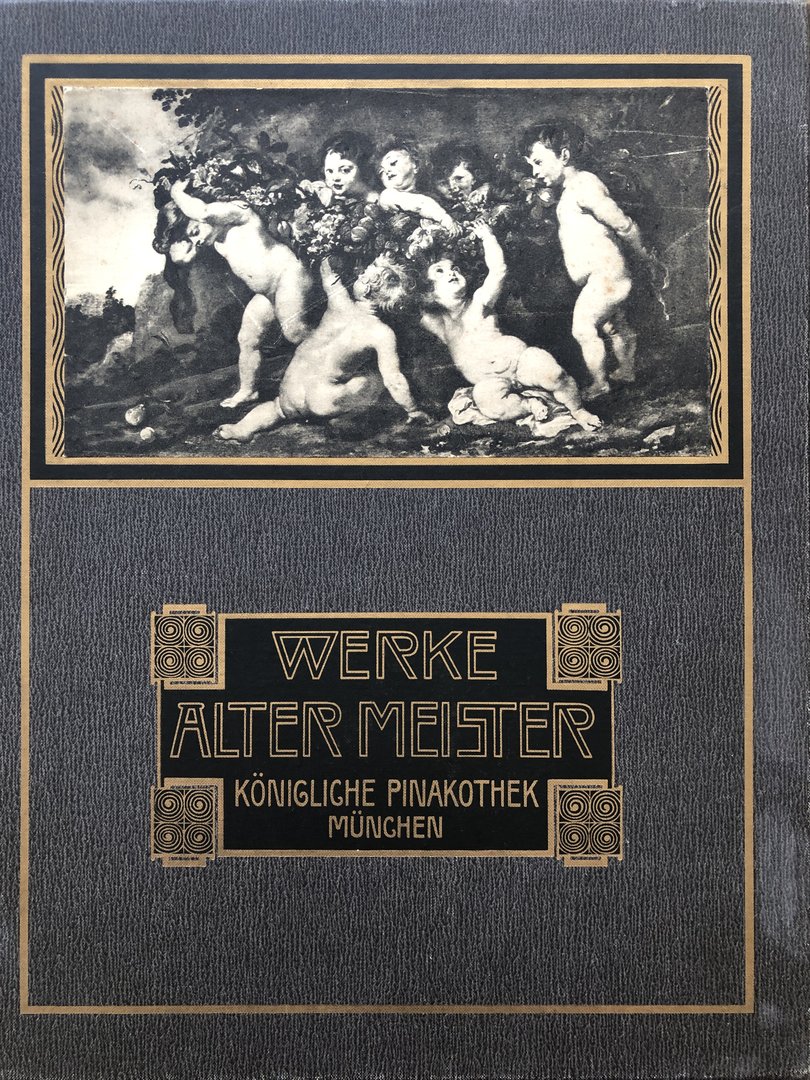 WERKE
ALTER MEISTER
KÖNIGLICHE PINAKOTHEK
MÜNCHEN